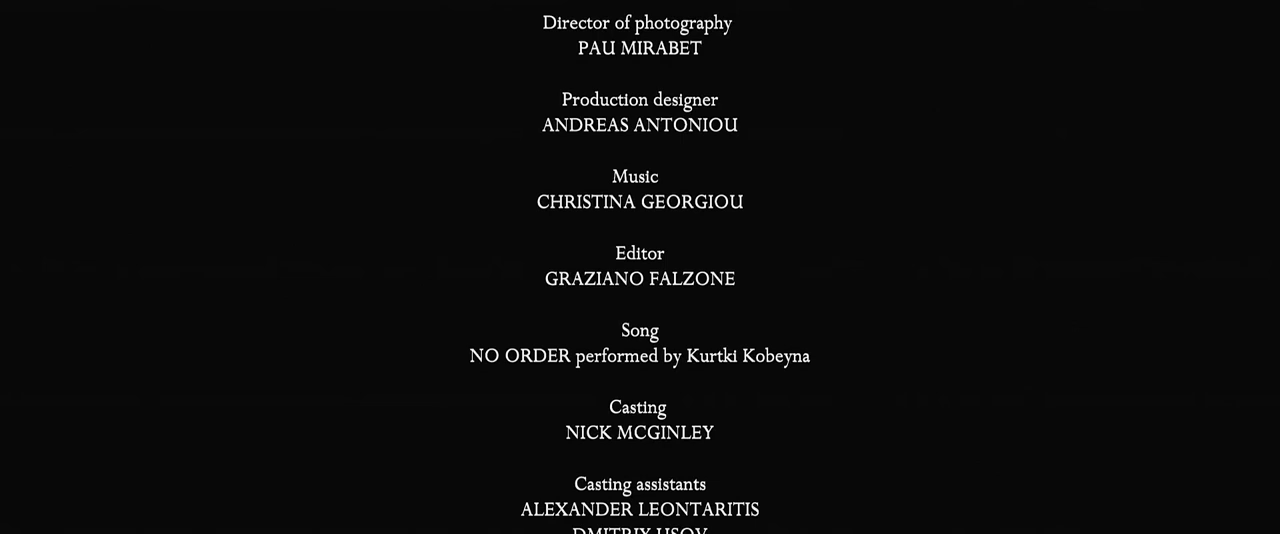 Director of photography
PAU MIRABET
Production designer
ANDREAS ANTONIOU
Music
CHRISTINA GEORGIOU
Editor
GRAZIANO FALZONE
Song
NO ORDER performed by Kurtki Kobeyna
Casting
NICK MCGINLEY
Casting assistants
ALEXANDER LEONTARITIS